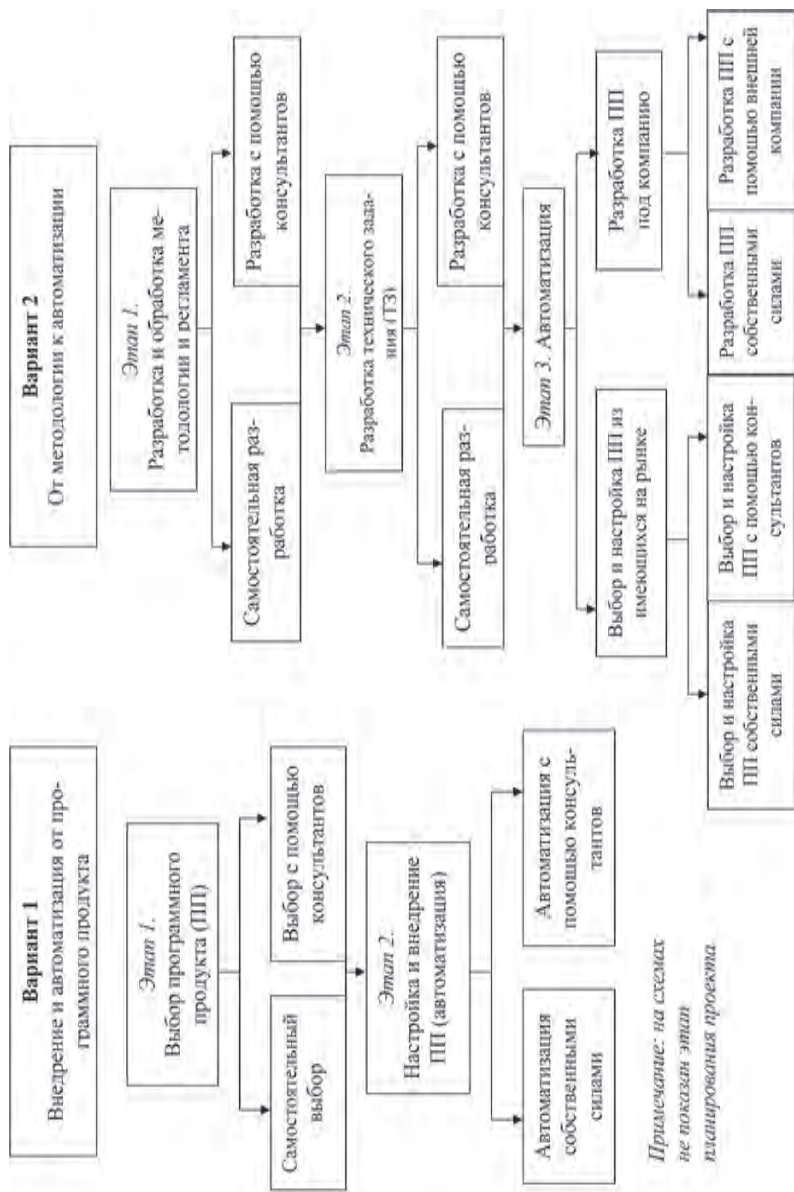 Вариант 1
Внедрение и автоматизация от про-
граммного продукта
Этап 1.
Выбор программного
продукта (ПП)
Самостоятельный
выбор
Выбор с помощью
консультантов
Этап 2.
Настройка и внедрение
ПП (автоматизация)
Автоматизация
собственными
силами
Автоматизация с
помощью консуль-
тантов
Примечание: на схемах
не показан этап
планирования проекта.
Вариант 2
От методологии к автоматизации
Этап 1.
Разработка и обработка ме-
тодологии и регламента
Самостоятельная раз-
работка
Разработка с помощью
консультантов
Этап 2.
Разработка технического зада-
ния (ТЗ)
Самостоятельная раз-
работка
Разработка с помощью
консультантов
Этап 3. Автоматизация
Выбор и настройка ПП из
имеющихся на рынке
Разработка ПП
под компанию
Выбор и настройка
ПП собственными
силами
Выбор и настройка
ПП с помощью кон-
сультантов
Разработка ПП
собственными
силами
Разработка ПП с
помощью внешней
компании